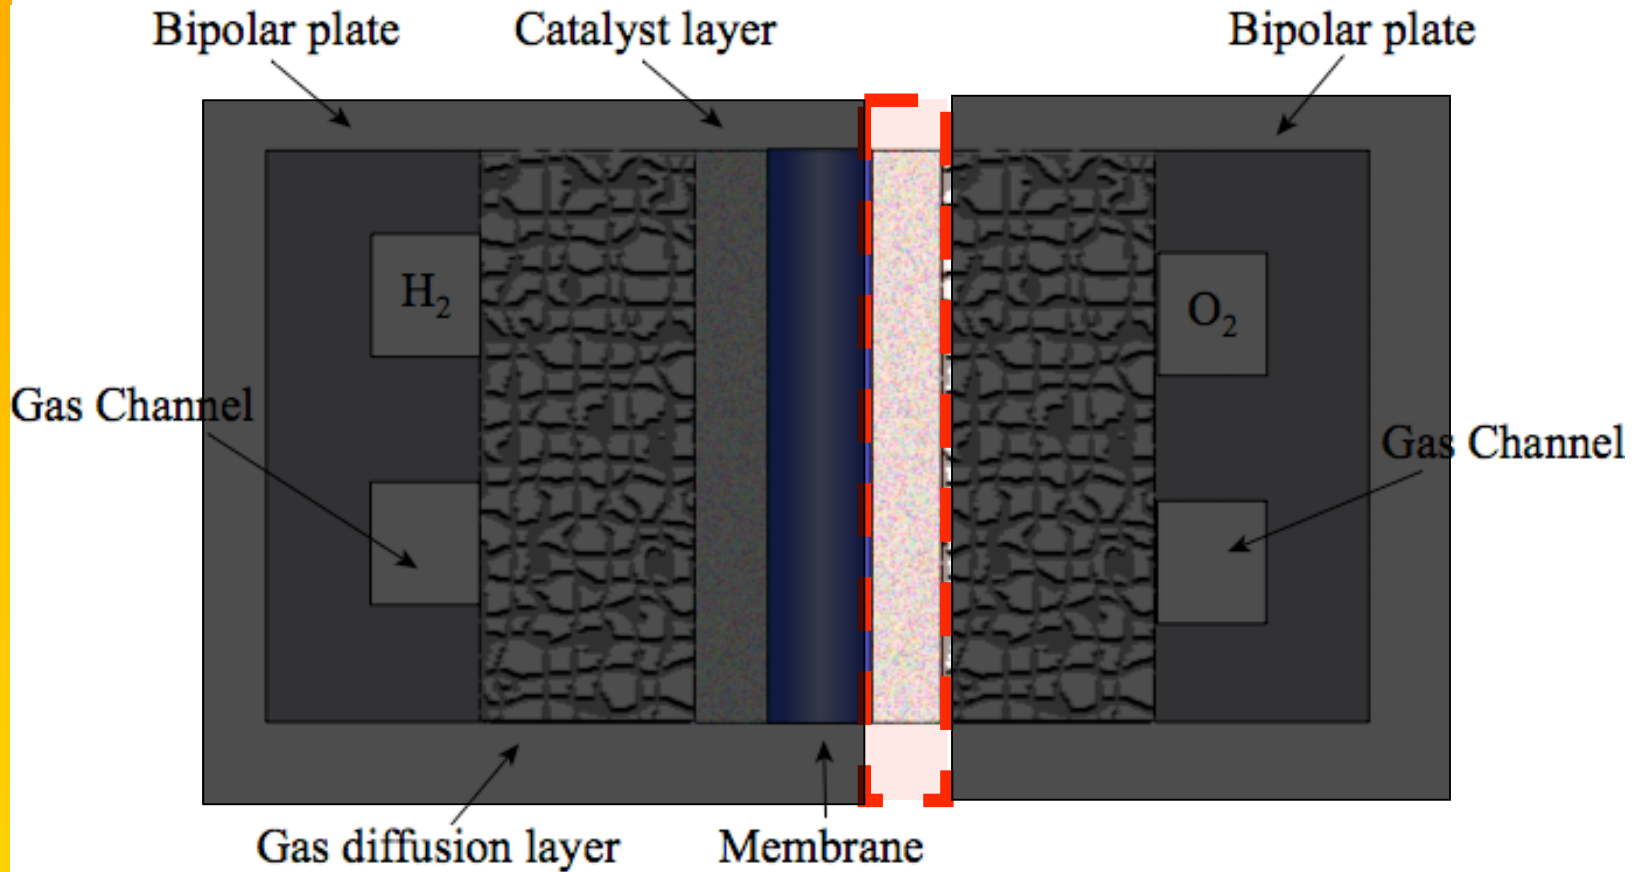 Bipolar plate
Catalyst layer
Bipolar plate
H₂
O₂
Gas Channel
Gas Channel
Gas diffusion layer
Membrane